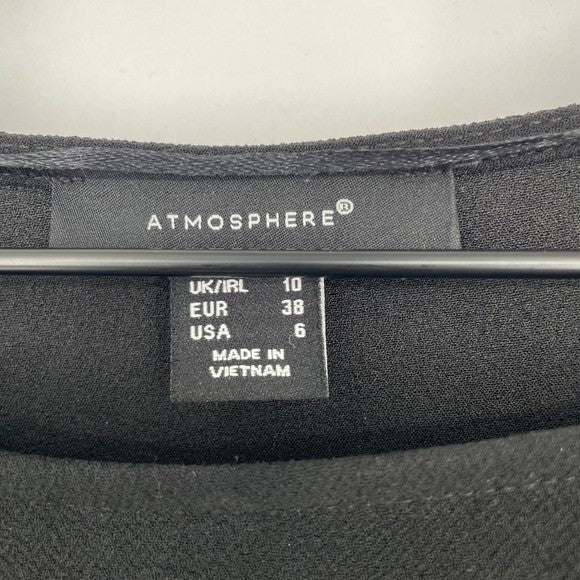 ATMOSPHERE®
UK/IRL 10
EUR 38
USA 6
MADE IN
VIETNAM